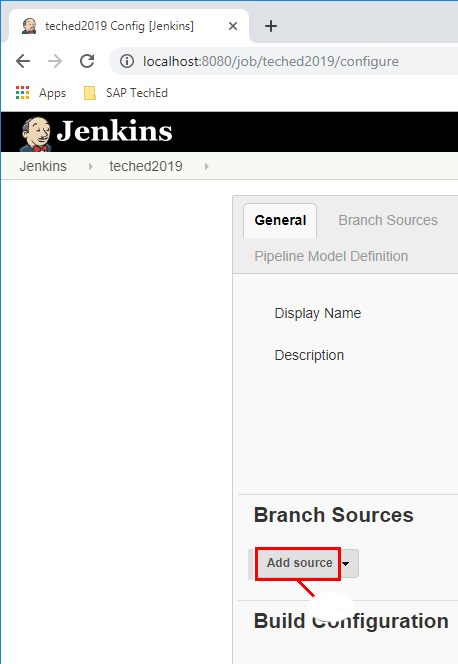 teched2019 Config [Jenkins]
localhost:8080/job/teched2019/configure
Apps SAP TechEd
Jenkins
Jenkins teched2019
General Branch Sources
Pipeline Model Definition
Display Name
Description
Branch Sources
Add source
Build Configuration